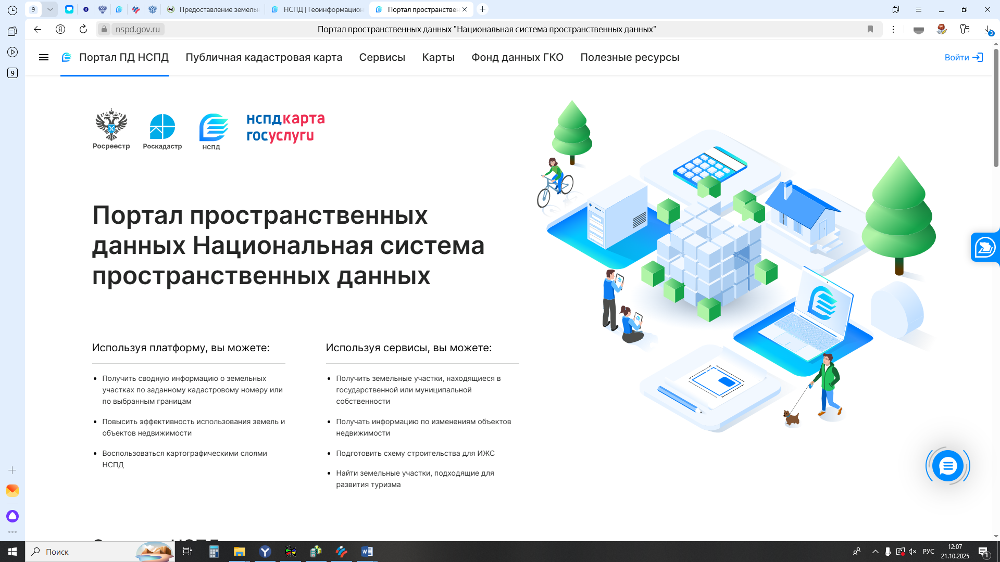 9
Предоставление земельн
НСПД | Геоинформацион
Портал пространствен
nspd.gov.ru
Портал пространственных данных "Национальная система пространственных данных"
3
9
Портал ПД НСПД
Публичная кадастровая карта
Сервисы
Карты
Фонд данных ГКО
Полезные ресурсы
Войти
Росреестр
Роскадастр
НСПД
нспдкарта
госуслуги
Портал пространственных
данных Национальная система
пространственных данных
Используя платформу, вы можете:
Получить сводную информацию о земельных
участках по заданному кадастровому номеру или
по выбранным границам
Повысить эффективность использования земель и
объектов недвижимости
Воспользоваться картографическими слоями
НСПД
Используя сервисы, вы можете:
Получить земельные участки, находящиеся в
государственной или муниципальной
собственности
Получать информацию по изменениям объектов
недвижимости
Подготовить схему строительства для ИЖС
Найти земельные участки, подходящие для
развития туризма
НСПД
Поиск
РУС
12:07
21.10.2025
1